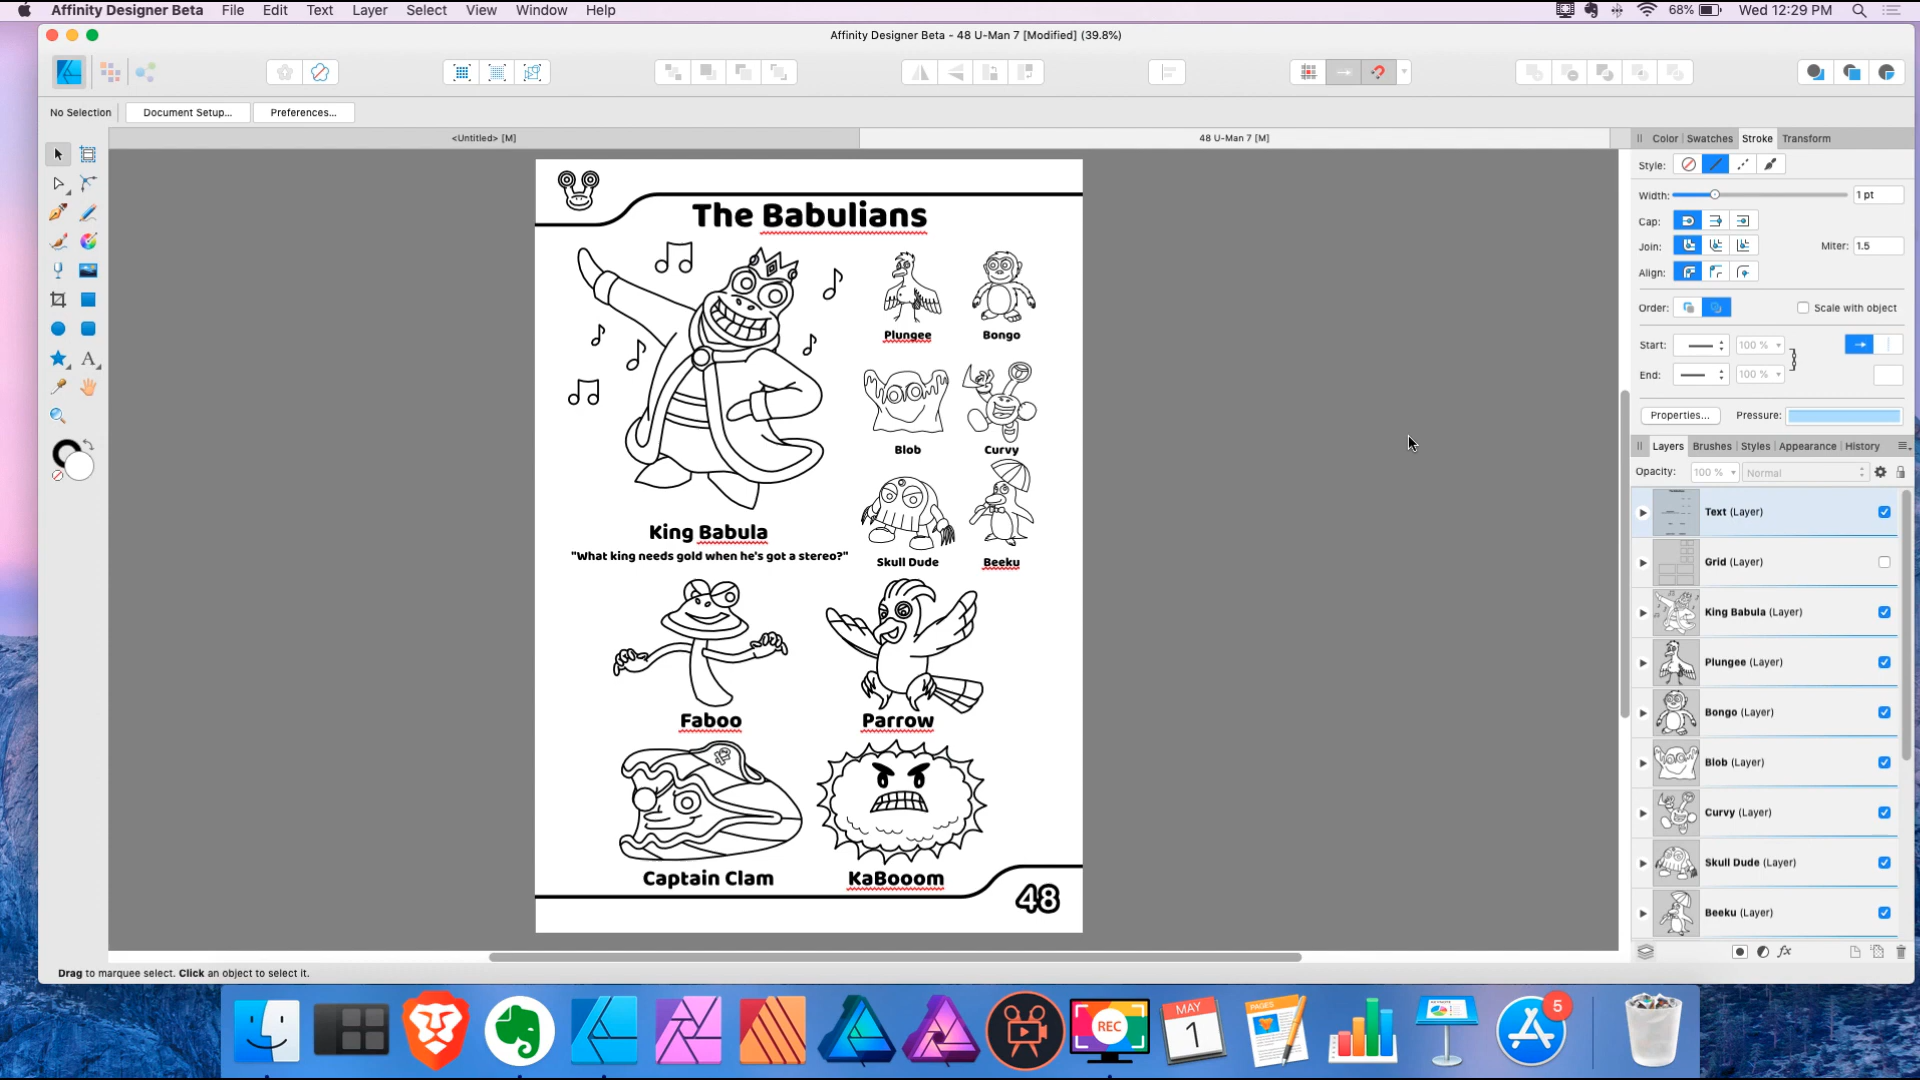 Affinity Designer Beta File Edit Text Layer Select View Window Help 68% Wed 12:29 PM
Affinity Designer Beta - 48 U-Man 7 [Modified] (39.8%)
No Selection Document Setup... Preferences...
<Untitled> [M] 48 U-Man 7 [M]
Color Swatches Stroke Transform
Style:
Width: 1 pt
Cap:
Join: Miter: 1.5
Align:
Order: Scale with object
Start: 100 %
End: 100 %
Properties... Pressure:
Layers Brushes Styles Appearance History
Opacity: 100 % Normal
Text (Layer)
Grid (Layer)
King Babula (Layer)
Plungee (Layer)
Bongo (Layer)
Blob (Layer)
Curvy (Layer)
Skull Dude (Layer)
Beeku (Layer)
The Babulians
Plungee Bongo
Blob Curvy
King Babula
"What king needs gold when he's got a stereo?"
Skull Dude Beeku
Faboo Parrow
Captain Clam KaBooom
48
Drag to marquee select. Click an object to select it.
REC
MAY
1
PAGES
5